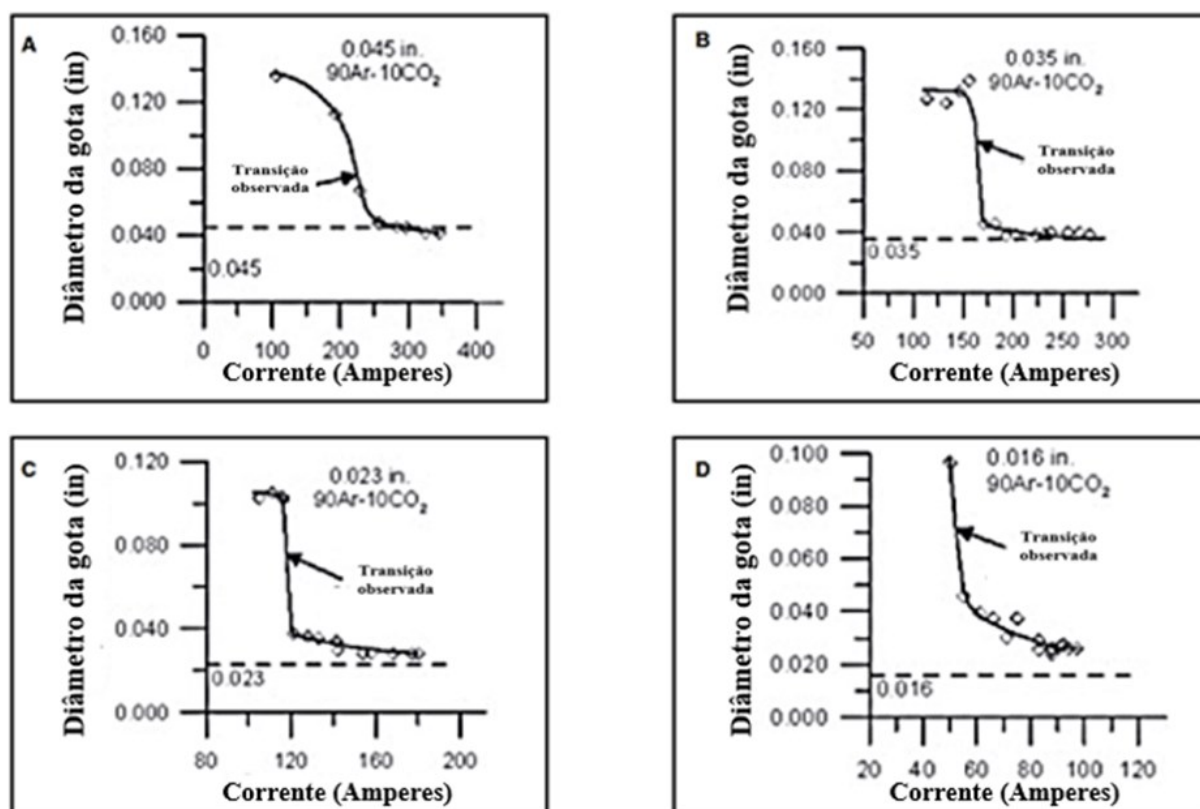 A
Diâmetro da gota (in)
0.160
0.120
0.080
0.040
0.000
0.045 in.
90Ar-10CO₂
Transição
observada
0.045
0 100 200 300 400
Corrente (Amperes)
B
Diâmetro da gota (in)
0.160
0.120
0.080
0.040
0.000
0.035 in.
90Ar-10CO₂
Transição
observada
0.035
50 100 150 200 250 300
Corrente (Amperes)
C
Diâmetro da gota (in)
0.120
0.080
0.040
0.000
0.023 in.
90Ar-10CO₂
Transição
observada
0.023
80 120 160 200
Corrente (Amperes)
D
Diâmetro da gota (in)
0.100
0.080
0.060
0.040
0.020
0.000
0.016 in.
90Ar-10CO₂
Transição
observada
0.016
20 40 60 80 100 120
Corrente (Amperes)